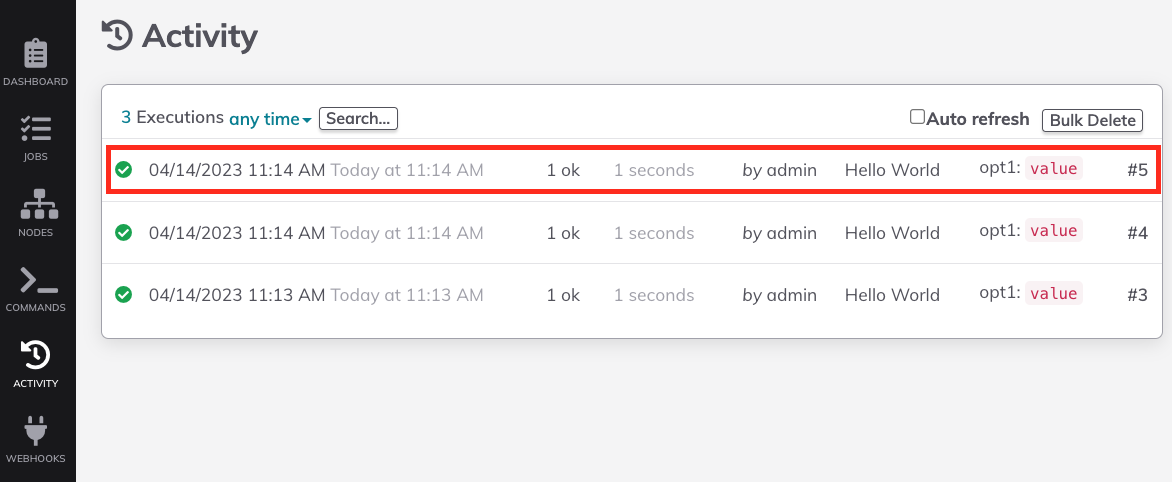 Activity
DASHBOARD
JOBS
NODES
COMMANDS
ACTIVITY
WEBHOOKS
3 Executions any time Search... Auto refresh Bulk Delete
04/14/2023 11:14 AM Today at 11:14 AM 1 ok 1 seconds by admin Hello World opt1: value #5
04/14/2023 11:14 AM Today at 11:14 AM 1 ok 1 seconds by admin Hello World opt1: value #4
04/14/2023 11:13 AM Today at 11:13 AM 1 ok 1 seconds by admin Hello World opt1: value #3